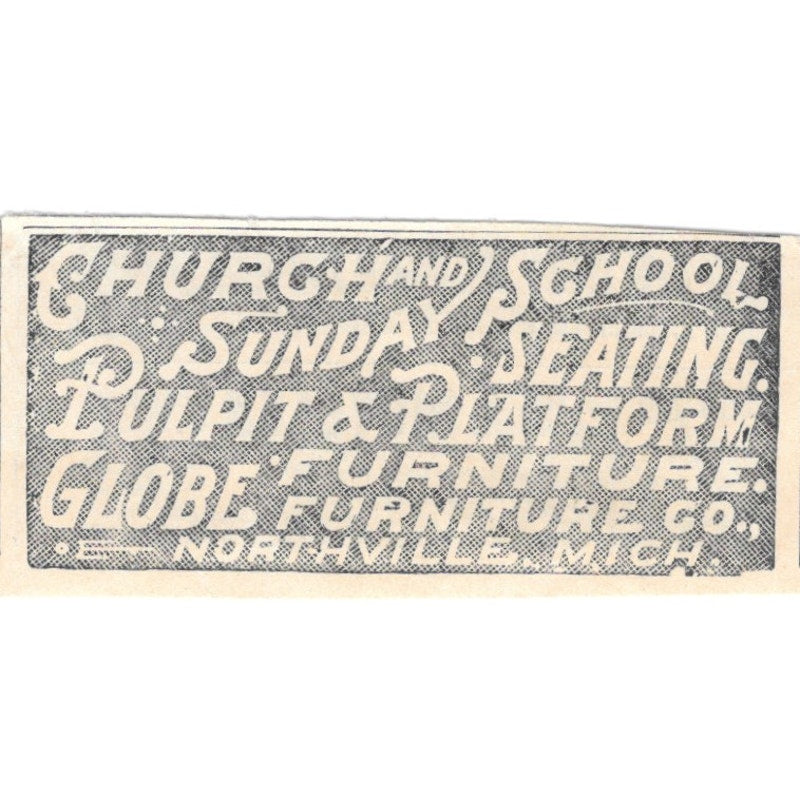 CHURCH AND SCHOOL
SUNDAY SEATING.
PULPIT & PLATFORM
FURNITURE.
GLOBE FURNITURE CO.,
NORTHVILLE, MICH.